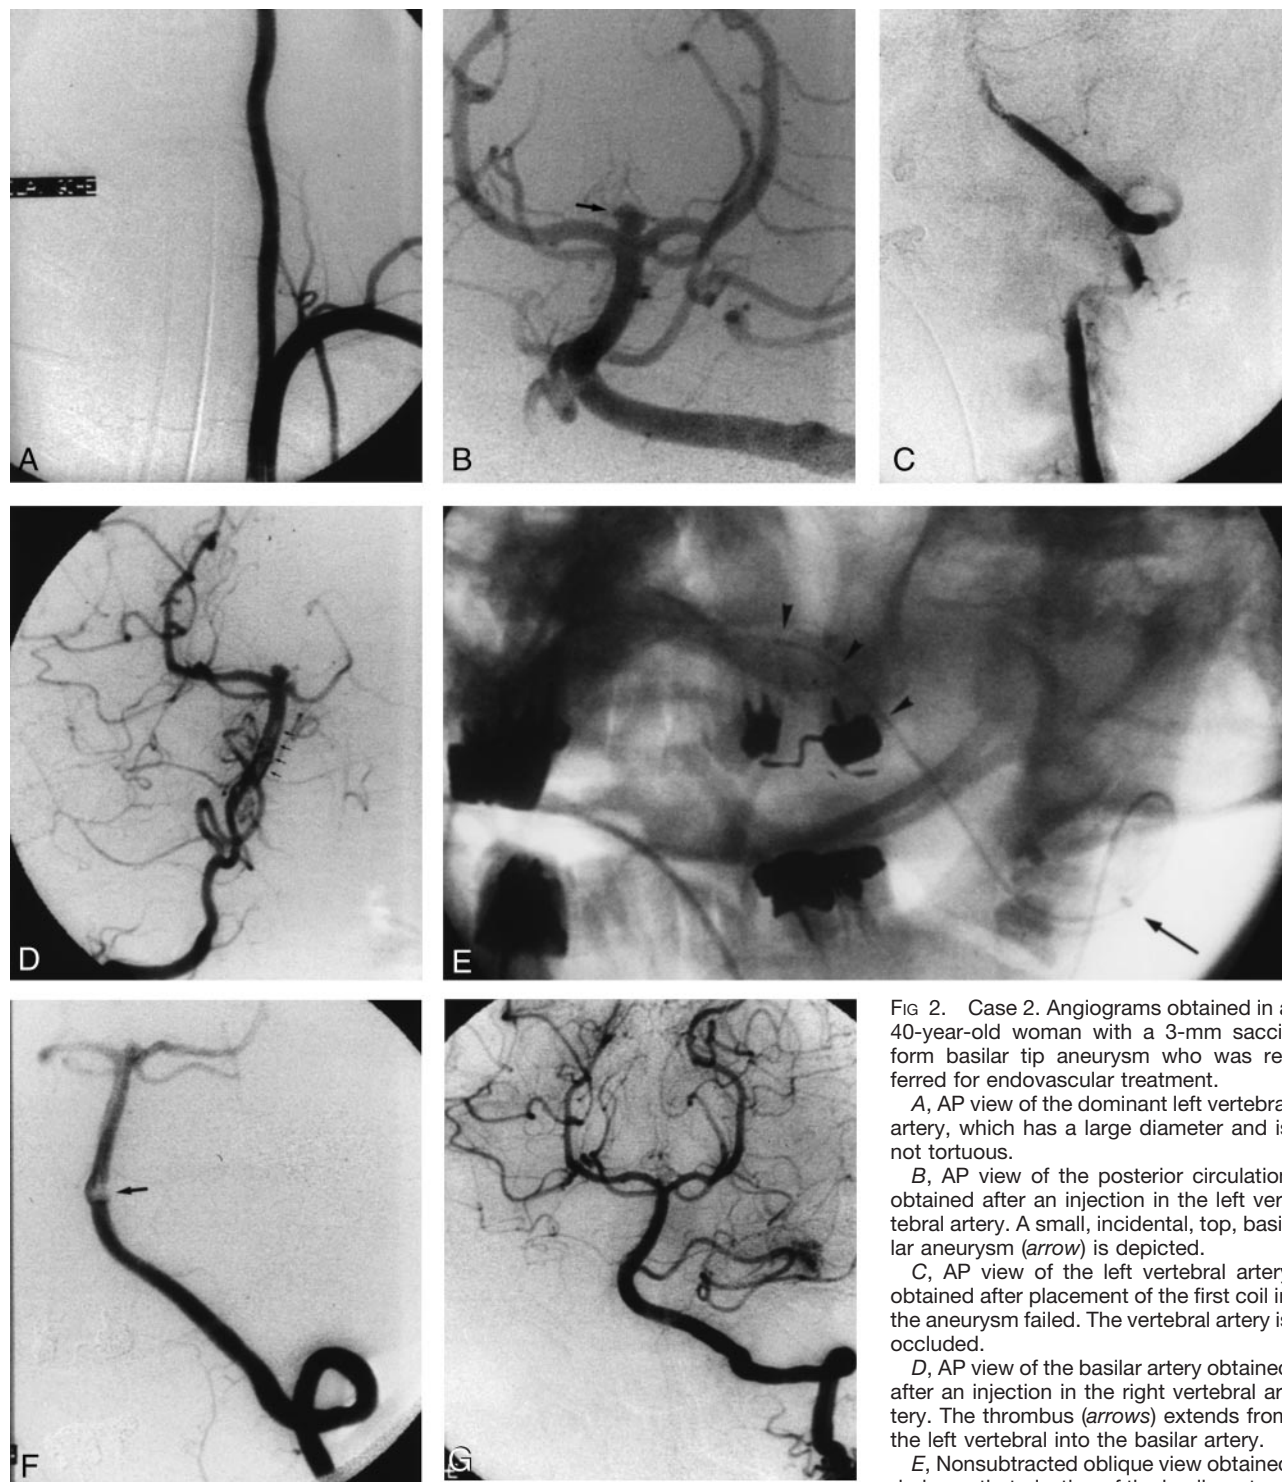 A
B
C
D
E
F
G
FIG 2. Case 2. Angiograms obtained in a
40-year-old woman with a 3-mm sacci
form basilar tip aneurysm who was re
ferred for endovascular treatment.
A, AP view of the dominant left vertebra
artery, which has a large diameter and is
not tortuous.
B, AP view of the posterior circulation
obtained after an injection in the left ver
tebral artery. A small, incidental, top, basi
lar aneurysm (arrow) is depicted.
C, AP view of the left vertebral artery
obtained after placement of the first coil in
the aneurysm failed. The vertebral artery is
occluded.
D, AP view of the basilar artery obtained
after an injection in the right vertebral ar
tery. The thrombus (arrows) extends from
the left vertebral into the basilar artery.
E, Nonsubtracted oblique view obtained